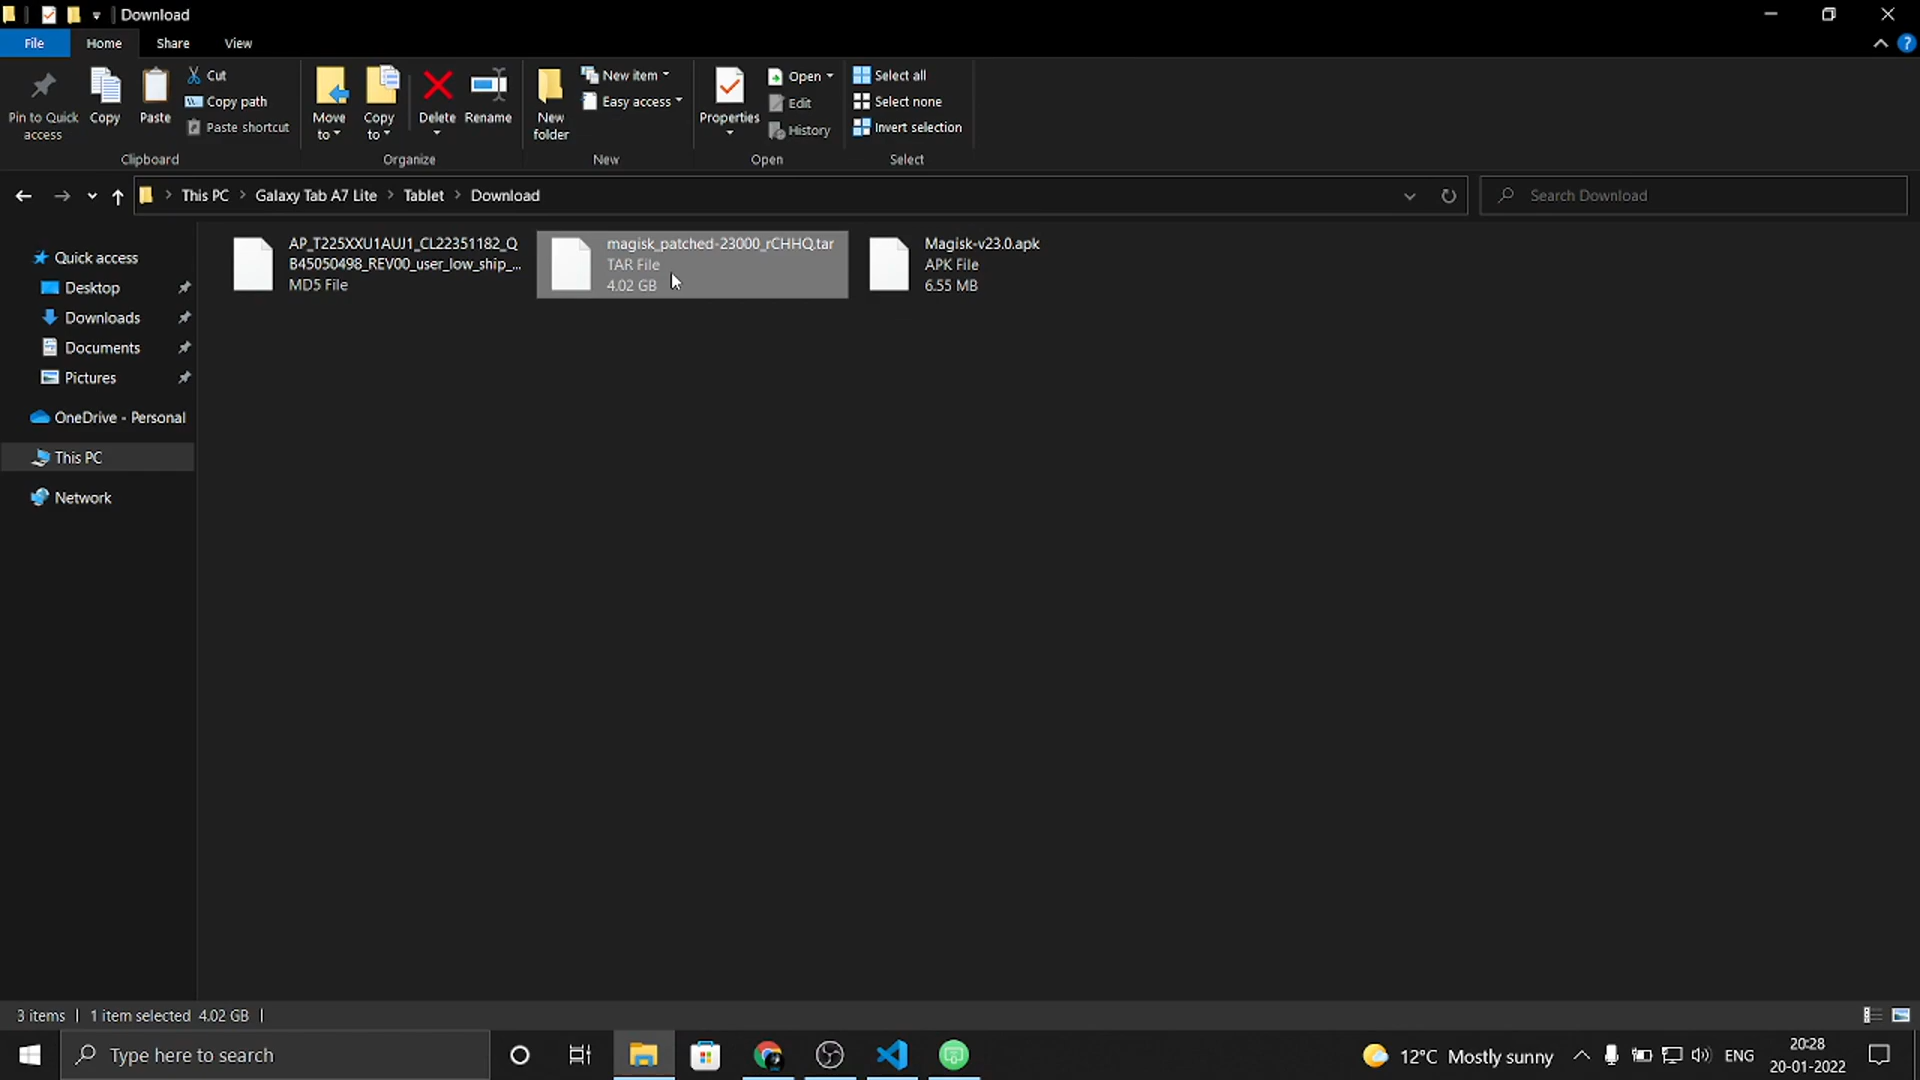 Download
File
Home
Share
View
Pin to Quick
access
Copy
Paste
Cut
Copy path
Paste shortcut
Clipboard
Move
to
Copy
to
Delete
Rename
Organize
New
folder
New item
Easy access
New
Properties
Open
Edit
History
Open
Select all
Select none
Invert selection
Select
This PC > Galaxy Tab A7 Lite > Tablet > Download
Search Download
Quick access
Desktop
Downloads
Documents
Pictures
OneDrive - Personal
This PC
Network
AP_T225XXU1AUJ1_CL22351182_Q
B45050498_REV00_user_low_ship_...
MD5 File
magisk_patched-23000_rCHHQ.tar
TAR File
4.02 GB
Magisk-v23.0.apk
APK File
6.55 MB
3 items
1 item selected 4.02 GB
Type here to search
12°C Mostly sunny
ENG
20:28
20-01-2022